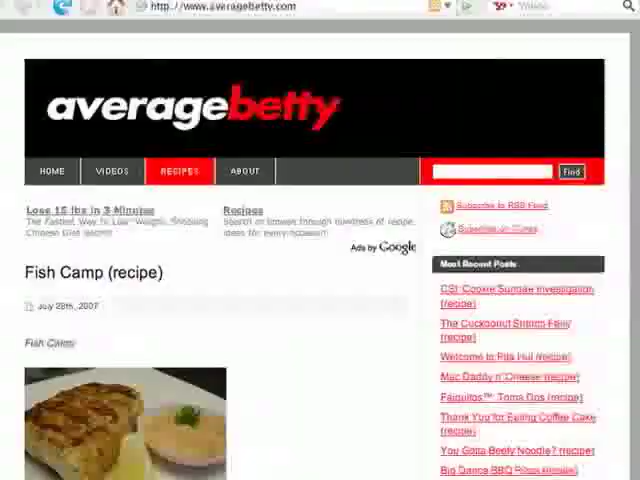 http://www.averagebetty.com
Yahoo!
averagebetty
HOME VIDEOS RECIPES ABOUT Find
Lose 15 lbs in 3 Minutes
The Fastest Way to Lose Weight. Shocking
Chinese Diet Secret!
Recipes
Search or browse through hundreds of recipe
ideas for every occasion!
Ads by Google
Subscribe to RSS Feed
Subscribe on iTunes
Fish Camp (recipe)
July 28th, 2007
Fish Camp
Most Recent Posts
CSI: Cookie Sundae Investigation
(recipe)
The
(recipe)
Welcome to Pita Hut (recipe)
Mac Daddy n' Cheese (recipe)
Faiquitos™ Toma Dos (recipe)
Thank You for Eating Coffee Cake
(recipe)
You Gotta Beefy Noodle? (recipe)
Big Dance BBQ Pizza (recipe)